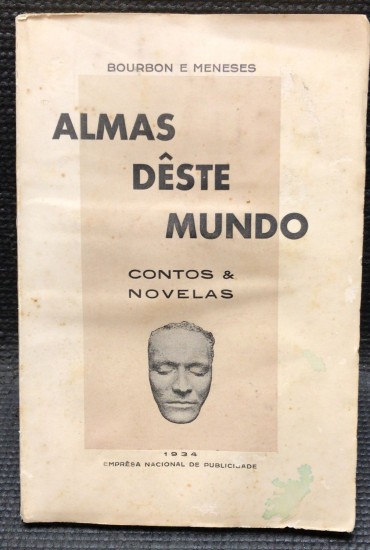 BOURBON E MENESES
ALMAS
DÊSTE
MUNDO
CONTOS &
NOVELAS
1934
EMPRÊSA NACIONAL DE PUBLICIDADE